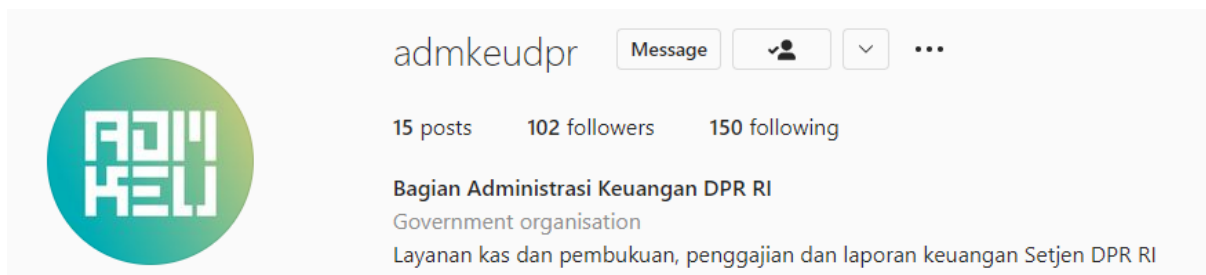 admkeudpr Message
15 posts 102 followers 150 following
ADM
KEU
Bagian Administrasi Keuangan DPR RI
Government organisation
Layanan kas dan pembukuan, penggajian dan laporan keuangan Setjen DPR RI